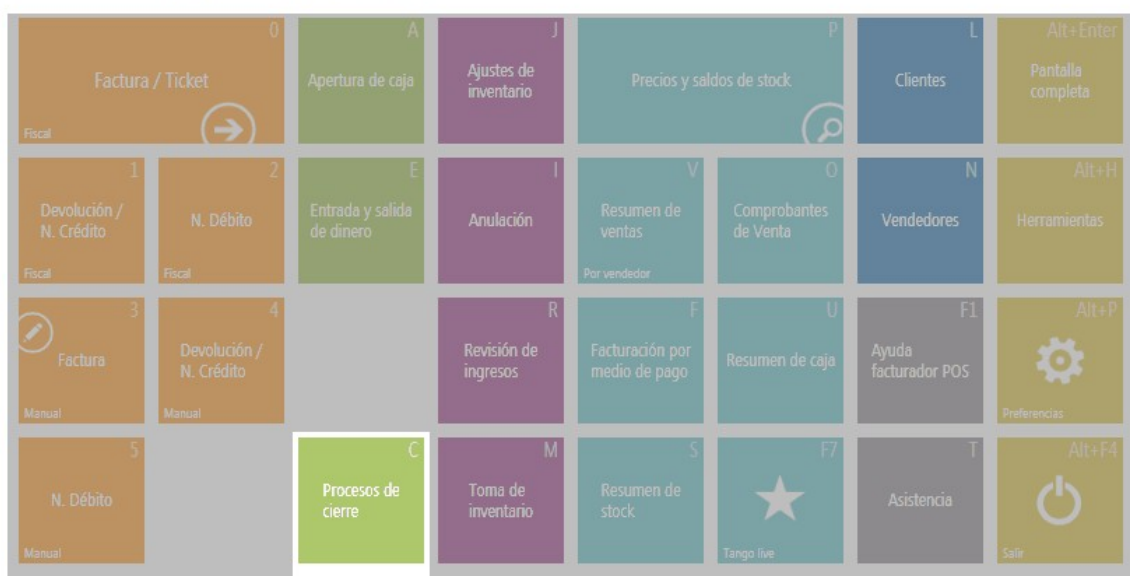 0
Factura / Ticket
Fiscal
A
Apertura de caja
J
Ajustes de
inventario
P
Precios y saldos de stock
L
Clientes
Alt+Enter
Pantalla
completa
1
Devolución /
N. Crédito
Fiscal
2
N. Débito
Fiscal
E
Entrada y salida
de dinero
I
Anulación
V
Resumen de
ventas
Por vendedor
O
Comprobantes
de Venta
N
Vendedores
Alt+H
Herramientas
3
Factura
Manual
4
Devolución /
N. Crédito
Manual
R
Revisión de
ingresos
F
Facturación por
medio de pago
U
Resumen de caja
F1
Ayuda
facturador POS
Alt+P
Preferencias
5
N. Débito
Manual
C
Procesos de
cierre
M
Toma de
inventario
S
Resumen de
stock
F7
Tango live
T
Asistencia
Alt+F4
Salir